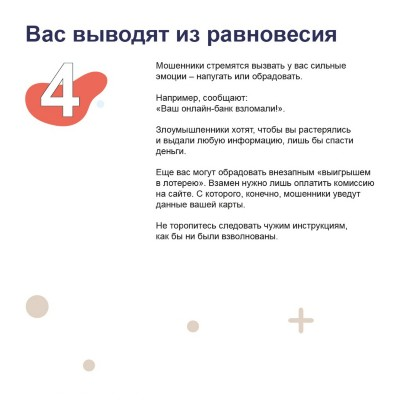 Вас выводят из равновесия
4
Мошенники стремятся вызвать у вас сильные
эмоции – напугать или обрадовать.
Например, сообщают:
«Ваш онлайн-банк взломали!».
Злоумышленники хотят, чтобы вы растерялись
и выдали любую информацию, лишь бы спасти
деньги.
Еще вас могут обрадовать внезапным «выигрышем
в лотерею». Взамен нужно лишь оплатить комиссию
на сайте. С которого, конечно, мошенники уведут
данные вашей карты.
Не торопитесь следовать чужим инструкциям,
как бы ни были взволнованы.